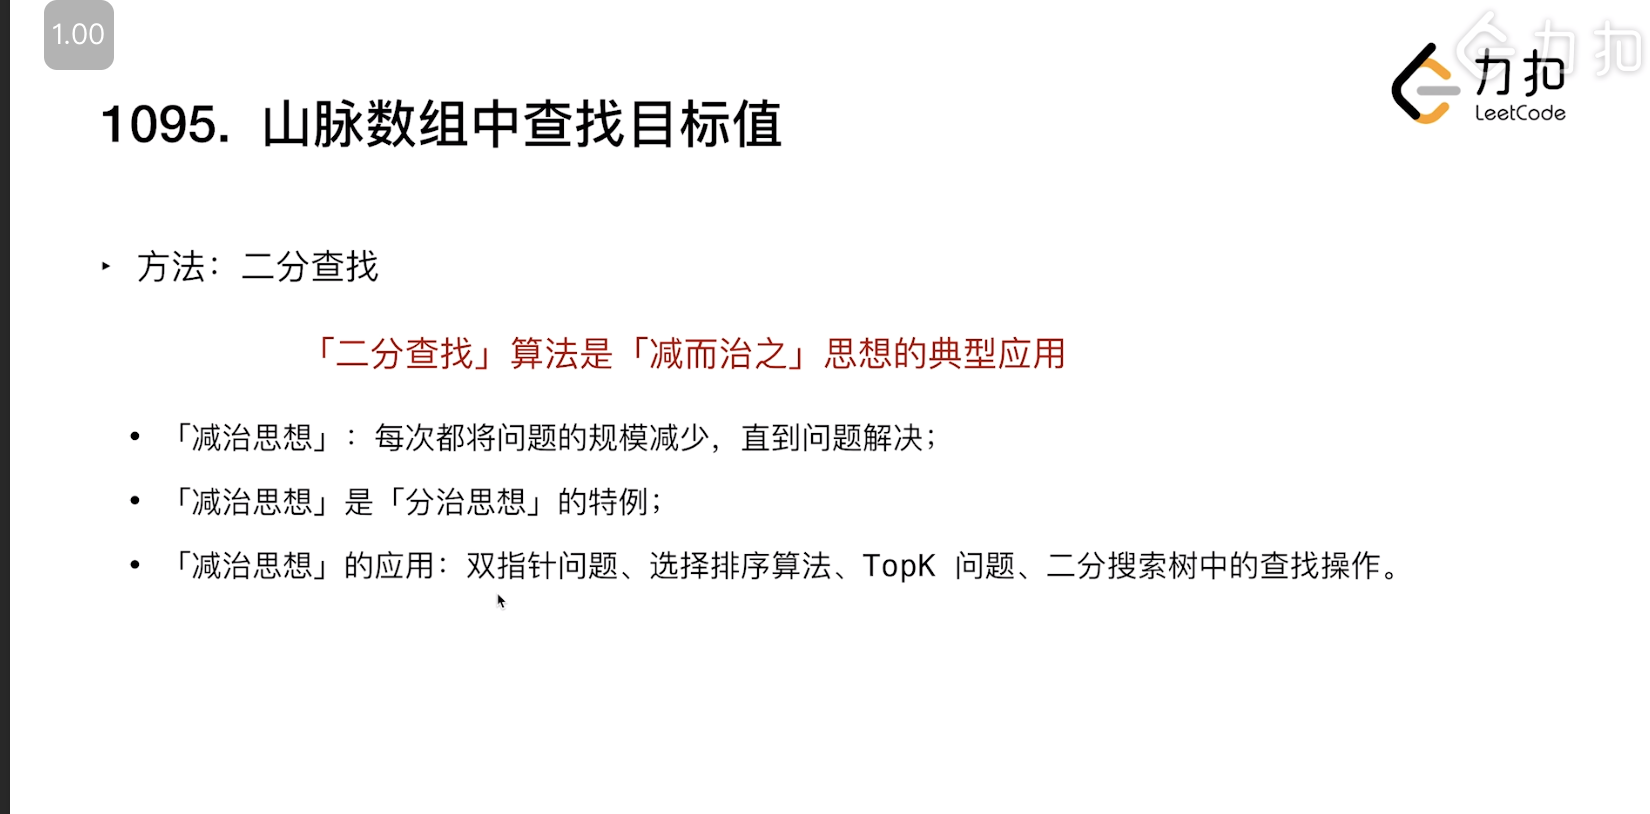 1.00
力扣
力扣
LeetCode
1095. 山脉数组中查找目标值
‣ 方法：二分查找
「二分查找」算法是「减而治之」思想的典型应用
• 「减治思想」：每次都将问题的规模减少，直到问题解决；
• 「减治思想」是「分治思想」的特例；
• 「减治思想」的应用：双指针问题、选择排序算法、TopK 问题、二分搜索树中的查找操作。